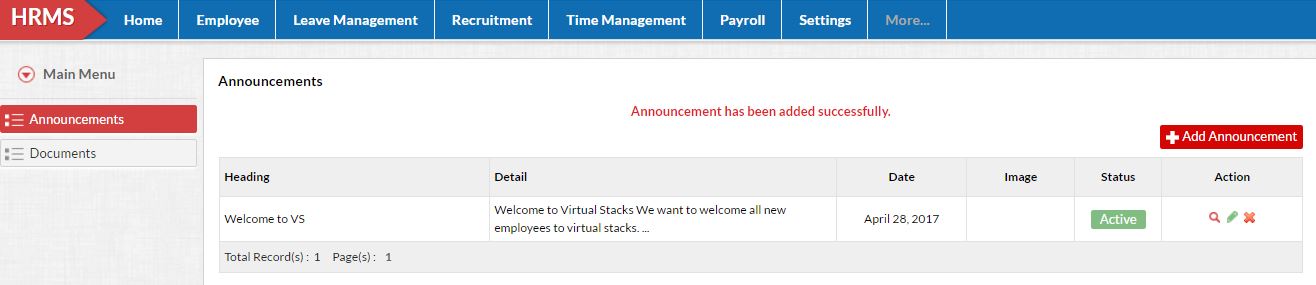 HRMS Home Employee Leave Management Recruitment Time Management Payroll Settings More...
Main Menu
Announcements
Documents
Announcements
Announcement has been added successfully.
Add Announcement
Heading Detail Date Image Status Action
Welcome to VS Welcome to Virtual Stacks We want to welcome all new April 28, 2017 Active
employees to virtual stacks. ...
Total Record(s) : 1 Page(s) : 1